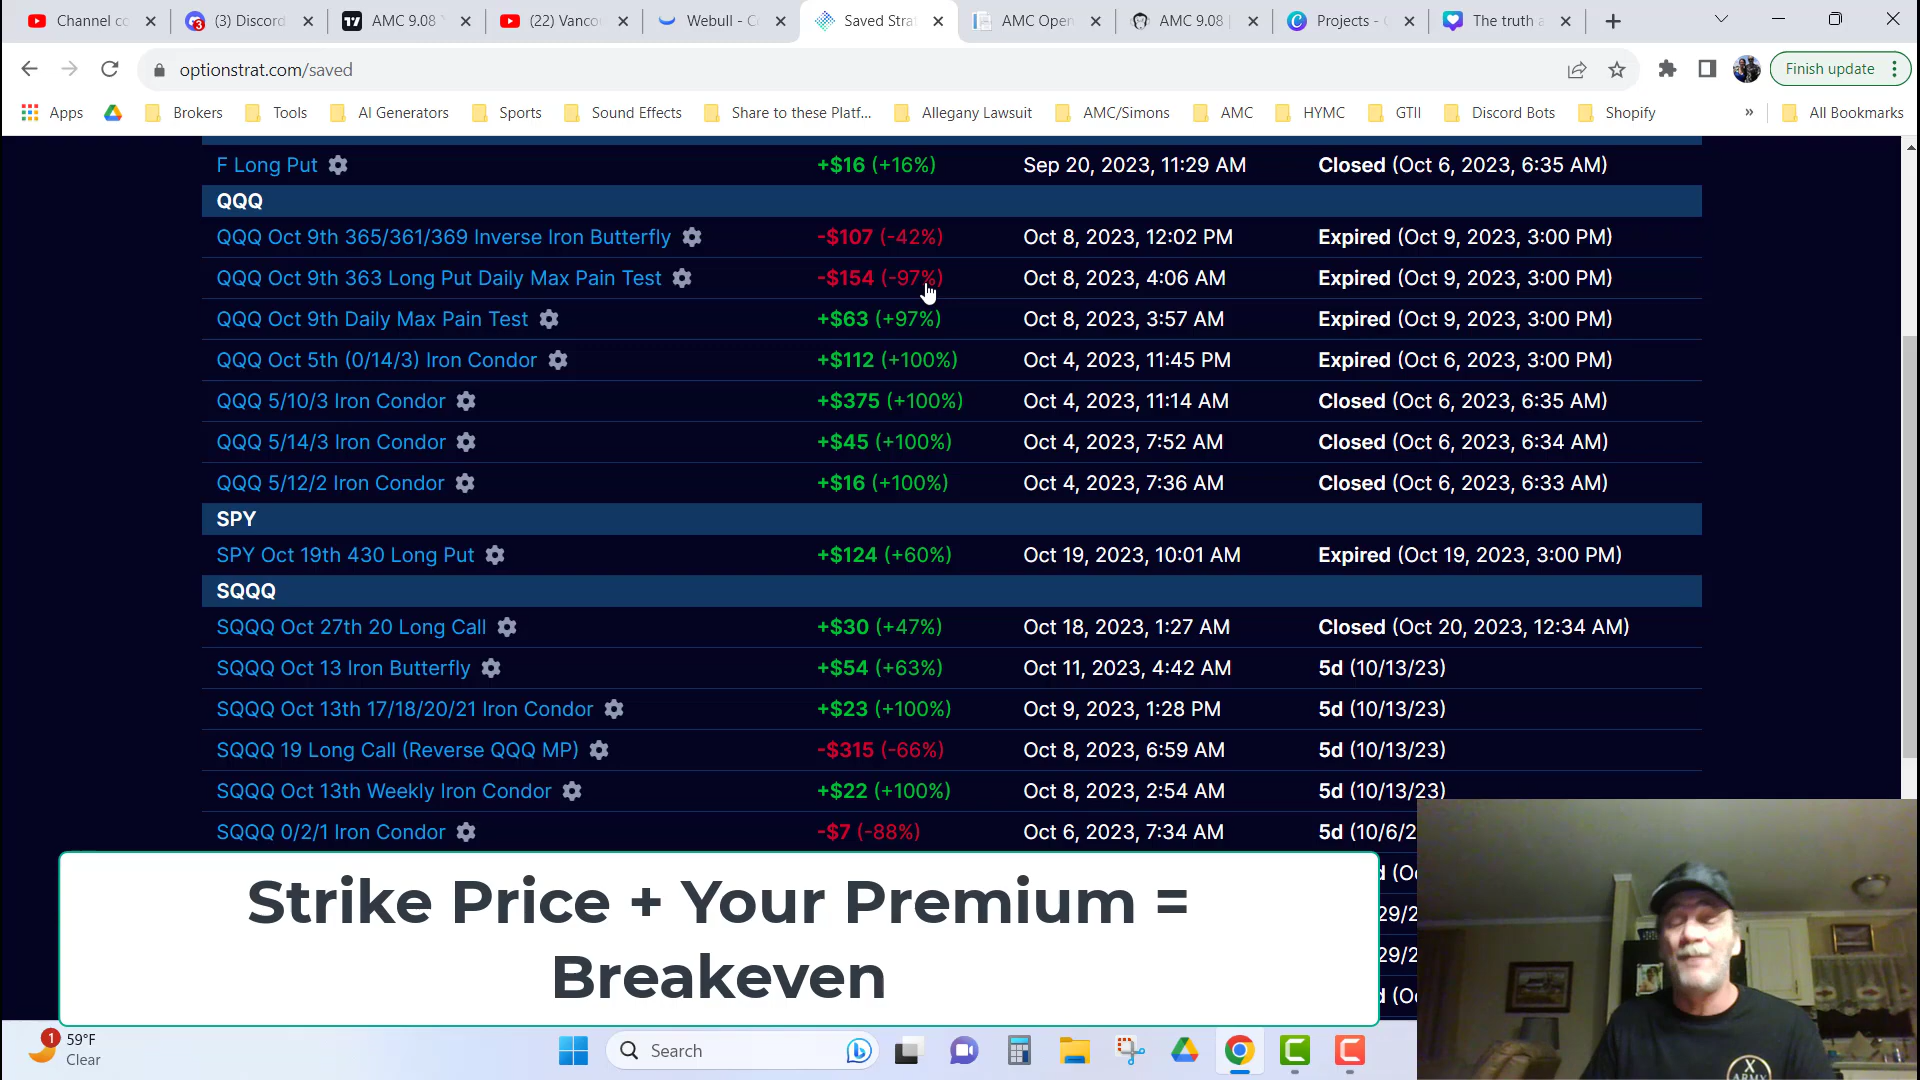 Channel co
(3) Discord
AMC 9.08
(22) Vanco
Webull - C
Saved Stra
AMC Open
AMC 9.08
Projects -
The truth a
optionstrat.com/saved
Finish update
Apps
Brokers
Tools
AI Generators
Sports
Sound Effects
Share to these Platf...
Allegany Lawsuit
AMC/Simons
AMC
HYMC
GTII
Discord Bots
Shopify
»
All Bookmarks
F Long Put +$16 (+16%) Sep 20, 2023, 11:29 AM Closed (Oct 6, 2023, 6:35 AM)
QQQ
QQQ Oct 9th 365/361/369 Inverse Iron Butterfly -$107 (-42%) Oct 8, 2023, 12:02 PM Expired (Oct 9, 2023, 3:00 PM)
QQQ Oct 9th 363 Long Put Daily Max Pain Test -$154 (-97%) Oct 8, 2023, 4:06 AM Expired (Oct 9, 2023, 3:00 PM)
QQQ Oct 9th Daily Max Pain Test +$63 (+97%) Oct 8, 2023, 3:57 AM Expired (Oct 9, 2023, 3:00 PM)
QQQ Oct 5th (0/14/3) Iron Condor +$112 (+100%) Oct 4, 2023, 11:45 PM Expired (Oct 6, 2023, 3:00 PM)
QQQ 5/10/3 Iron Condor +$375 (+100%) Oct 4, 2023, 11:14 AM Closed (Oct 6, 2023, 6:35 AM)
QQQ 5/14/3 Iron Condor +$45 (+100%) Oct 4, 2023, 7:52 AM Closed (Oct 6, 2023, 6:34 AM)
QQQ 5/12/2 Iron Condor +$16 (+100%) Oct 4, 2023, 7:36 AM Closed (Oct 6, 2023, 6:33 AM)
SPY
SPY Oct 19th 430 Long Put +$124 (+60%) Oct 19, 2023, 10:01 AM Expired (Oct 19, 2023, 3:00 PM)
SQQQ
SQQQ Oct 27th 20 Long Call +$30 (+47%) Oct 18, 2023, 1:27 AM Closed (Oct 20, 2023, 12:34 AM)
SQQQ Oct 13 Iron Butterfly +$54 (+63%) Oct 11, 2023, 4:42 AM 5d (10/13/23)
SQQQ Oct 13th 17/18/20/21 Iron Condor +$23 (+100%) Oct 9, 2023, 1:28 PM 5d (10/13/23)
SQQQ 19 Long Call (Reverse QQQ MP) -$315 (-66%) Oct 8, 2023, 6:59 AM 5d (10/13/23)
SQQQ Oct 13th Weekly Iron Condor +$22 (+100%) Oct 8, 2023, 2:54 AM 5d (10/13/23)
SQQQ 0/2/1 Iron Condor -$7 (-88%) Oct 6, 2023, 7:34 AM 5d (10/6/2
d (Oc
29/2
29/2
d (Oc
Strike Price + Your Premium =
Breakeven
1
59°F
Clear
Search
X
ARMY